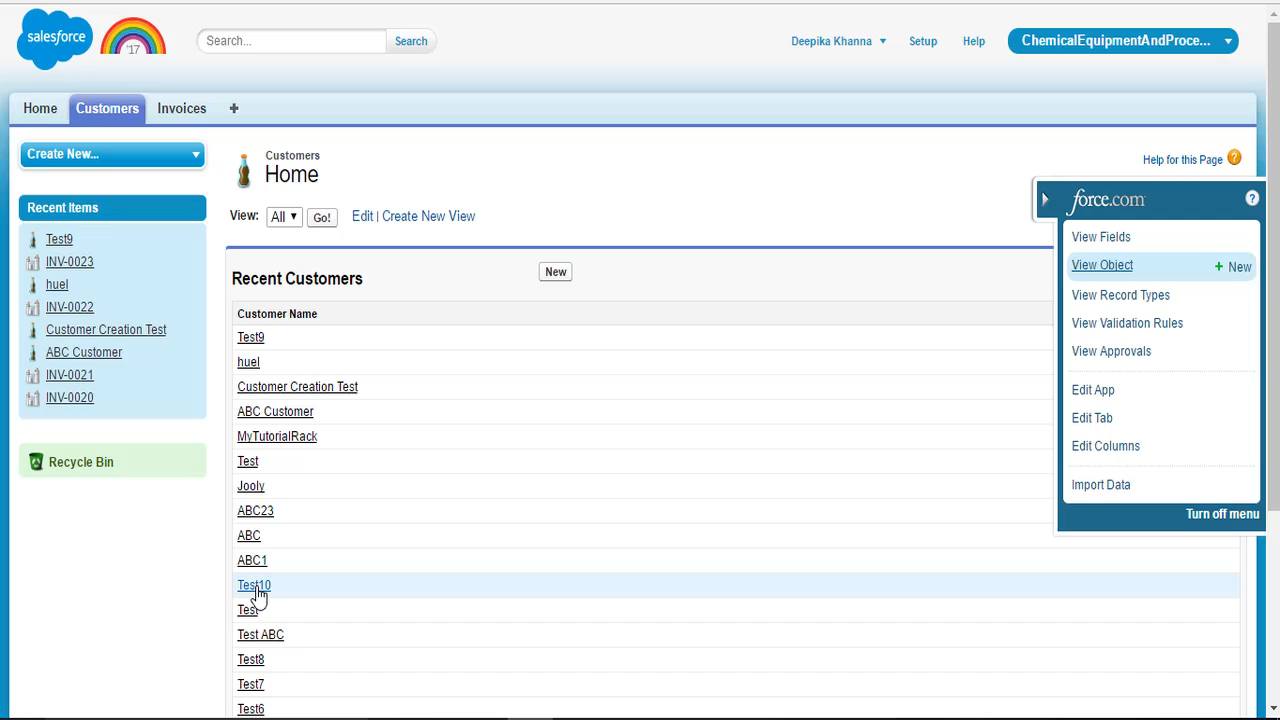 salesforce
'17
Search...
Search
Deepika Khanna
Setup
Help
ChemicalEquipmentAndProce...
Home
Customers
Invoices
+
Create New...
Recent Items
Test9
INV-0023
huel
INV-0022
Customer Creation Test
ABC Customer
INV-0021
INV-0020
Recycle Bin
Customers
Home
Help for this Page ?
View: All Go! Edit | Create New View
Recent Customers
New
Customer Name
Test9
huel
Customer Creation Test
ABC Customer
MyTutorialRack
Test
Jooly
ABC23
ABC
ABC1
Test10
Test
Test ABC
Test8
Test7
Test6
force.com ?
View Fields
View Object + New
View Record Types
View Validation Rules
View Approvals
Edit App
Edit Tab
Edit Columns
Import Data
Turn off menu